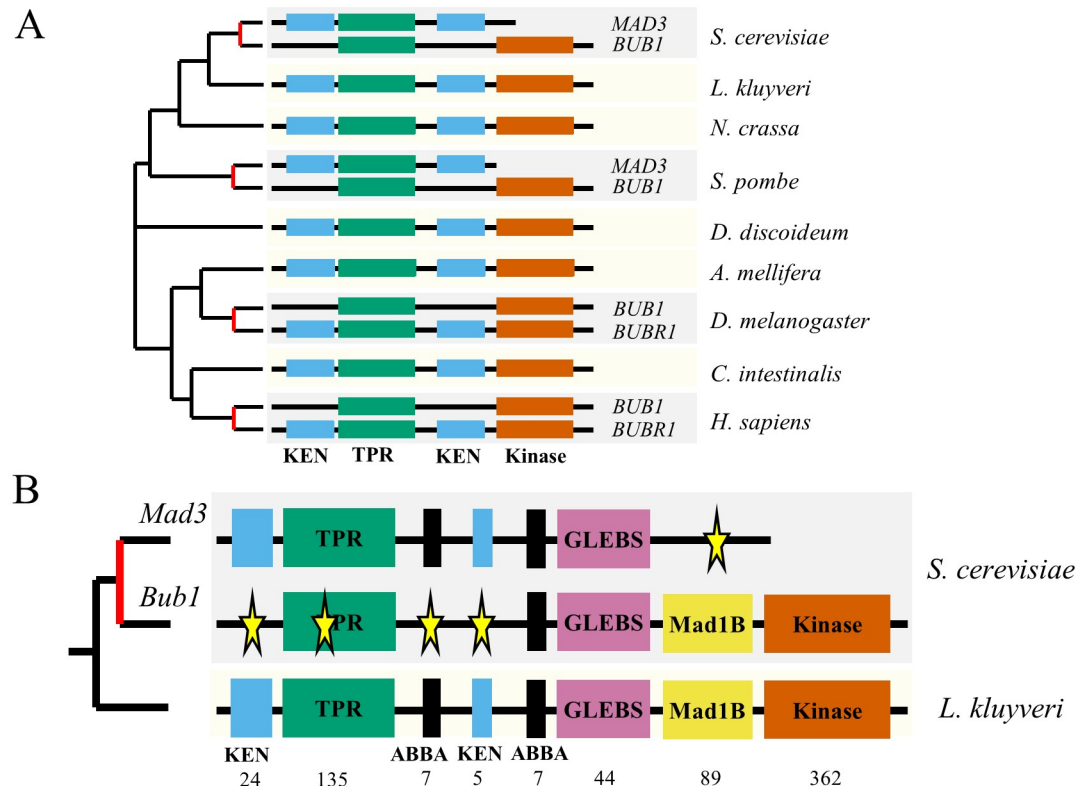 A
MAD3
BUB1
S. cerevisiae
L. kluyveri
N. crassa
MAD3
BUB1
S. pombe
D. discoideum
A. mellifera
BUB1
BUBR1
D. melanogaster
C. intestinalis
BUB1
BUBR1
H. sapiens
KEN TPR KEN Kinase
B
Mad3
TPR GLEBS
Bub1
S. cerevisiae
PR GLEBS Mad1B Kinase
TPR GLEBS Mad1B Kinase
L. kluyveri
KEN ABBA KEN ABBA
24 135 7 5 7 44 89 362